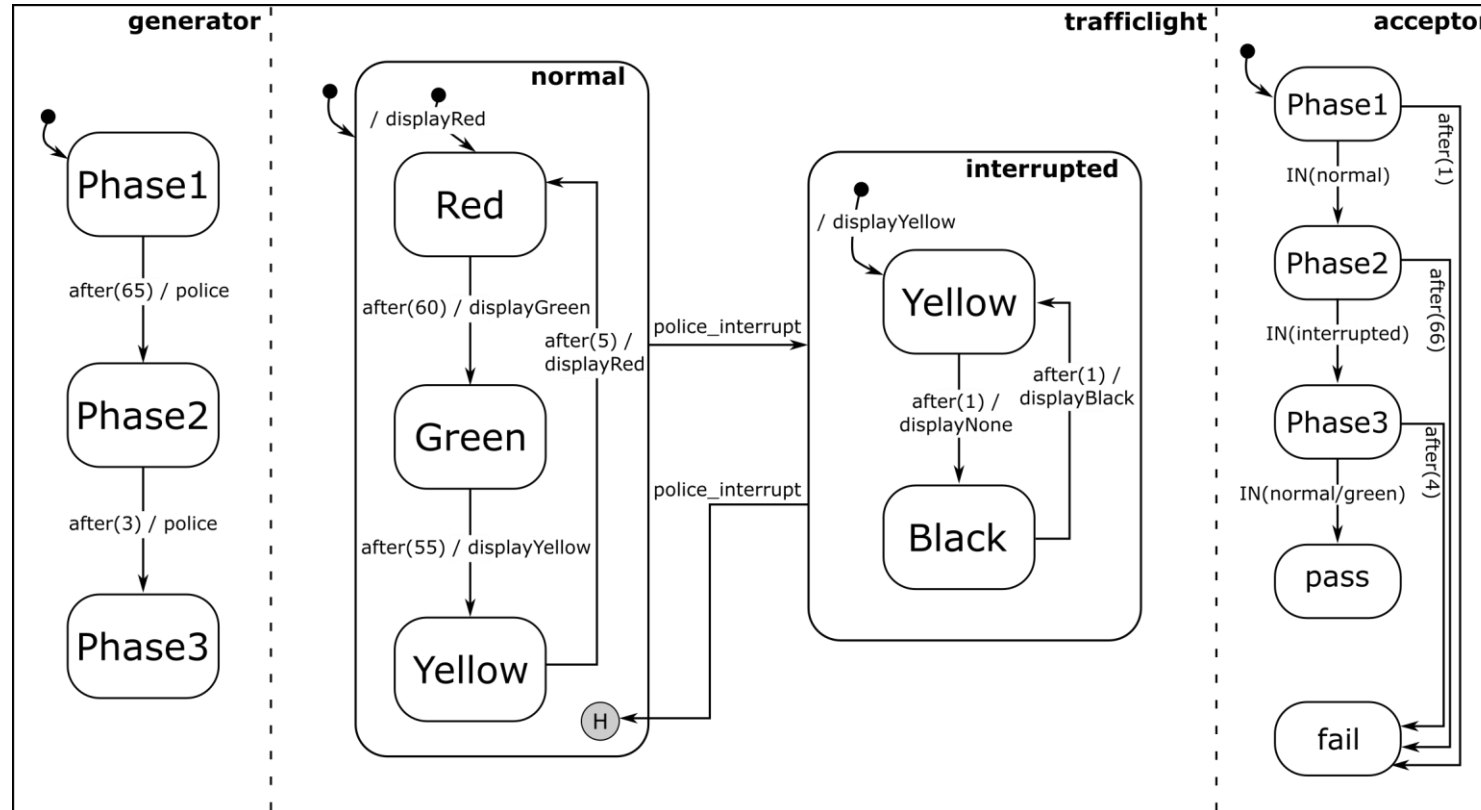 generator
Phase1
after(65) / police
Phase2
after(3) / police
Phase3
trafficlight
normal
/ displayRed
Red
after(60) / displayGreen
after(5) /
displayRed
Green
after(55) / displayYellow
Yellow
H
police_interrupt
police_interrupt
interrupted
/ displayYellow
Yellow
after(1) /
displayNone
after(1) /
displayBlack
Black
acceptor
Phase1
after(1)
IN(normal)
Phase2
after(66)
IN(interrupted)
Phase3
after(4)
IN(normal/green)
pass
fail